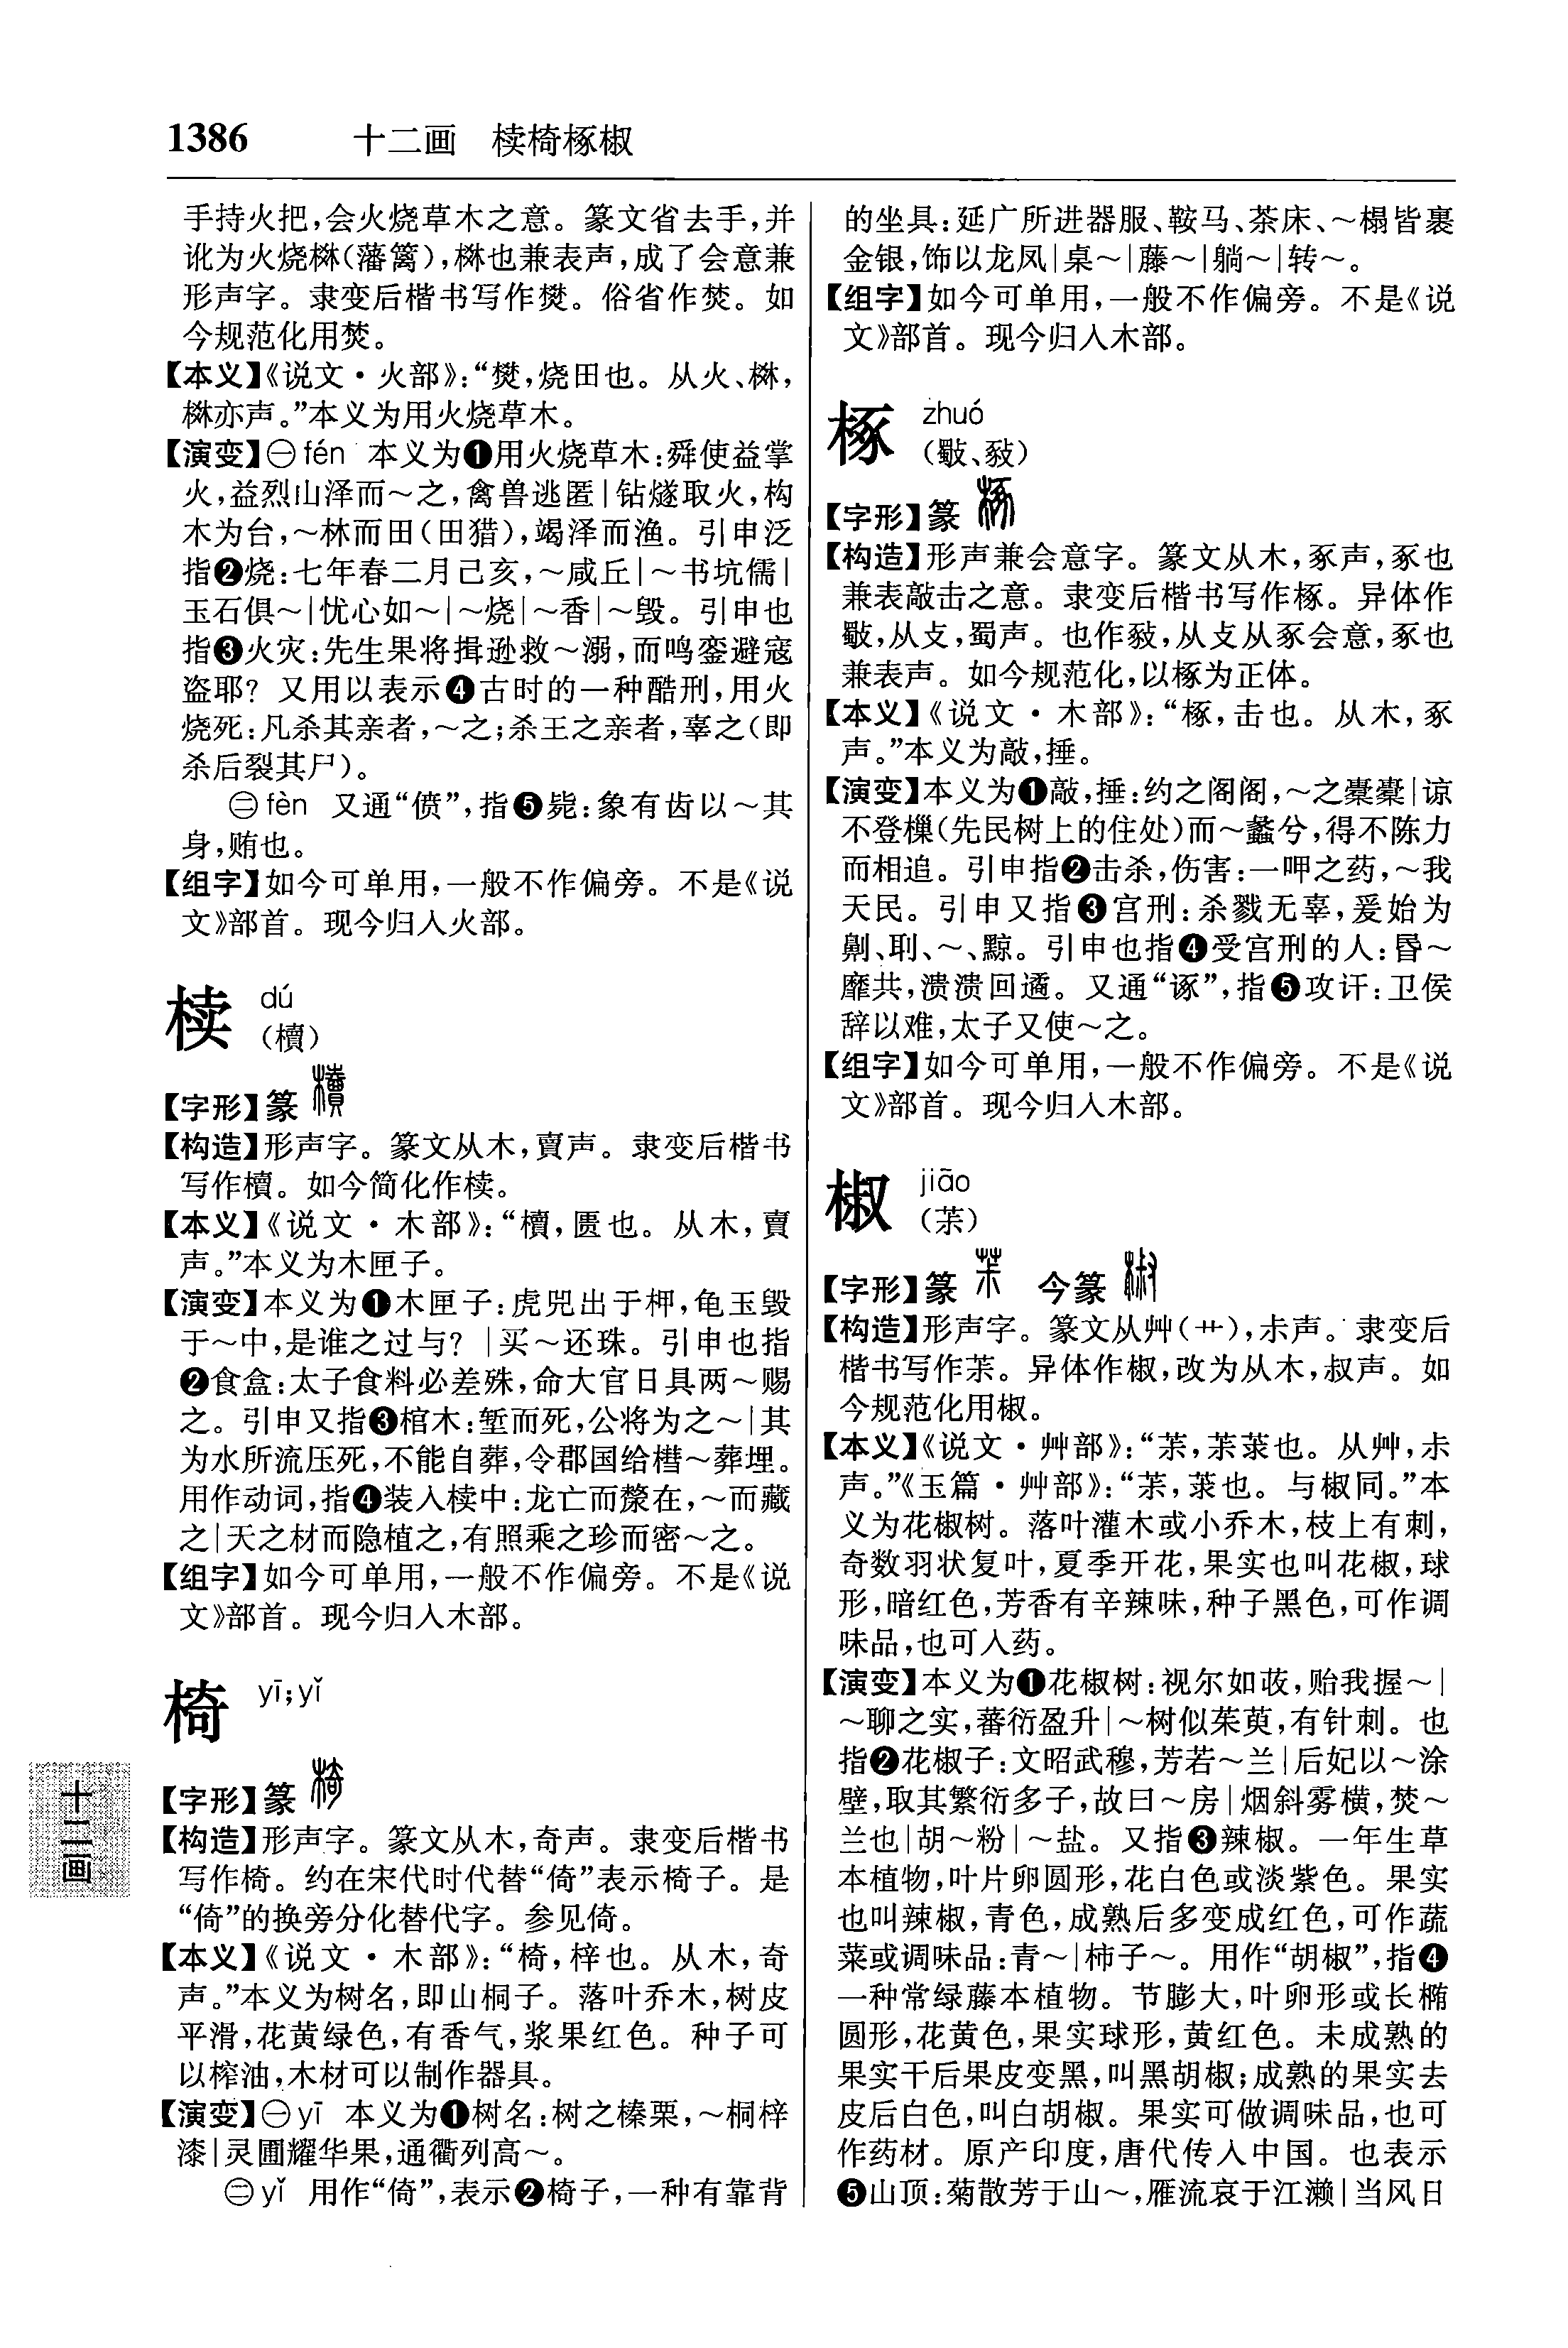 1386 十二画 椟椅椓椒
手持火把，会火烧草木之意。篆文省去手，并
讹为火烧楙（藩篱），楙也兼表声，成了会意兼
形声字。隶变后楷书写作燓。俗省作焚。如
今规范化用焚。
【本义】《说文·火部》：“燓，烧田也。从火、棥，
棥亦声。”本义为用火烧草木。
【演变】㊀fén 本义为❶用火烧草木：舜使益掌
火，益烈山泽而～之，禽兽逃匿｜钻燧取火，构
木为台，～林而田（田猎），竭泽而渔。引申泛
指❷烧：七年春二月己亥，～咸丘｜～书坑儒｜
玉石俱～｜忧心如～｜～烧｜～香｜～毁。引申也
指❸火灾：先生果将揖逊救～溺，而鸣銮避寇
盗耶？又用以表示❹古时的一种酷刑，用火
烧死：凡杀其亲者，～之；杀王之亲者，辜之（即
杀后裂其尸）。
㊁fèn 又通“偾”，指❺毙：象有齿以～其
身，贿也。
【组字】如今可单用，一般不作偏旁。不是《说
文》部首。现今归入火部。
椟 dú
（櫝）
【字形】篆
【构造】形声字。篆文从木，賣声。隶变后楷书
写作櫝。如今简化作椟。
【本义】《说文·木部》：“櫝，匮也。从木，賣
声。”本义为木匣子。
【演变】本义为❶木匣子：虎兕出于柙，龟玉毁
于～中，是谁之过与？｜买～还珠。引申也指
❷食盒：太子食料必差殊，命大官日具两～赐
之。引申又指❸棺木：堑而死，公将为之～｜其
为水所流压死，不能自葬，令郡国给槥～葬埋。
用作动词，指❹装入椟中：龙亡而漦在，～而藏
之｜天之材而隐植之，有照乘之珍而密～之。
【组字】如今可单用，一般不作偏旁。不是《说
文》部首。现今归入木部。
椅 yī；yǐ
【字形】篆
【构造】形声字。篆文从木，奇声。隶变后楷书
写作椅。约在宋代时代替“倚”表示椅子。是
“倚”的换旁分化替代字。参见倚。
【本义】《说文·木部》：“椅，梓也。从木，奇
声。”本义为树名，即山桐子。落叶乔木，树皮
平滑，花黄绿色，有香气，浆果红色。种子可
以榨油，木材可以制作器具。
【演变】㊀yī 本义为❶树名：树之榛栗，～桐梓
漆｜灵圃耀华果，通衢列高～。
㊁yǐ 用作“倚”，表示❷椅子，一种有靠背
的坐具：延广所进器服、鞍马、茶床、～榻皆裹
金银，饰以龙凤｜桌～｜藤～｜躺～｜转～。
【组字】如今可单用，一般不作偏旁。不是《说
文》部首。现今归入木部。
椓 zhuó
（斀、㧻）
【字形】篆
【构造】形声兼会意字。篆文从木，豖声，豖也
兼表敲击之意。隶变后楷书写作椓。异体作
斀，从攴，蜀声。也作，从攴从豖会意，豖也
兼表声。如今规范化，以椓为正体。
【本义】《说文·木部》：“椓，击也。从木，豖
声。”本义为敲，捶。
【演变】本义为❶敲，捶：约之阁阁，～之橐橐｜谅
不登樔（先民树上的住处）而～蠡兮，得不陈力
而相追。引申指❷击杀，伤害：一呷之药，～我
天民。引申又指❸宫刑：杀戮无辜，爰始为
劓、刵、～、黥。引申也指❹受宫刑的人：昏～
靡共，溃溃回遹。又通“诼”，指❺攻讦：卫侯
辞以难，太子又使～之。
【组字】如今可单用，一般不作偏旁。不是《说
文》部首。现今归入木部。
椒 jiāo
（茮）
【字形】篆 今篆
【构造】形声字。篆文从艸（艹），尗声。隶变后
楷书写作茮。异体作椒，改为从木，叔声。如
今规范化用椒。
【本义】《说文·艸部》：“茮，茮莍也。从艸，尗
声。”《玉篇·艸部》：“茮，莍也。与椒同。”本
义为花椒树。落叶灌木或小乔木，枝上有刺，
奇数羽状复叶，夏季开花，果实也叫花椒，球
形，暗红色，芳香有辛辣味，种子黑色，可作调
味品，也可入药。
【演变】本义为❶花椒树：视尔如荍，贻我握～｜
～聊之实，蕃衍盈升｜～树似茱萸，有针刺。也
指❷花椒子：文昭武穆，芳若～兰｜后妃以～涂
壁，取其繁衍多子，故曰～房｜烟斜雾横，焚～
兰也｜胡～粉｜～盐。又指❸辣椒。一年生草
本植物，叶片卵圆形，花白色或淡紫色。果实
也叫辣椒，青色，成熟后多变成红色，可作蔬
菜或调味品：青～｜柿子～。用作“胡椒”，指❹
一种常绿藤本植物。节膨大，叶卵形或长椭
圆形，花黄色，果实球形，黄红色。未成熟的
果实干后果皮变黑，叫黑胡椒；成熟的果实去
皮后白色，叫白胡椒。果实可做调味品，也可
作药材。原产印度，唐代传入中国。也表示
❺山顶：菊散芳于山～，雁流哀于江濑｜当风日
十二画